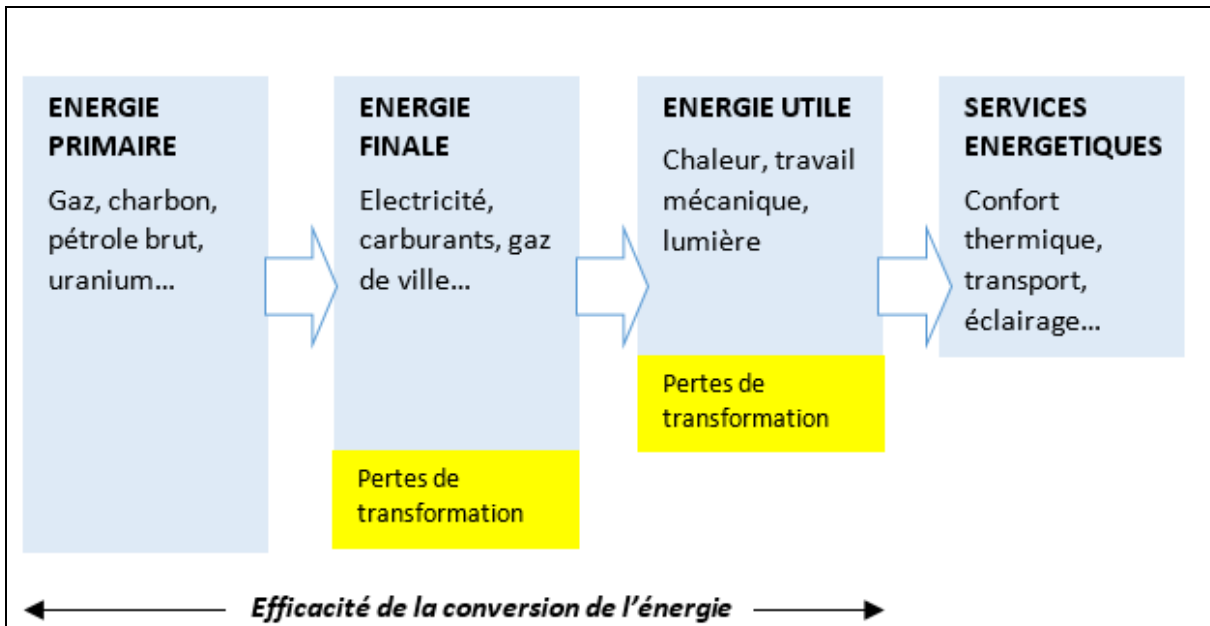 ENERGIE
PRIMAIRE
Gaz, charbon,
pétrole brut,
uranium...
ENERGIE
FINALE
Electricité,
carburants, gaz
de ville...
Pertes de
transformation
ENERGIE UTILE
Chaleur, travail
mécanique,
lumière
Pertes de
transformation
SERVICES
ENERGETIQUES
Confort
thermique,
transport,
éclairage...
Efficacité de la conversion de l’énergie